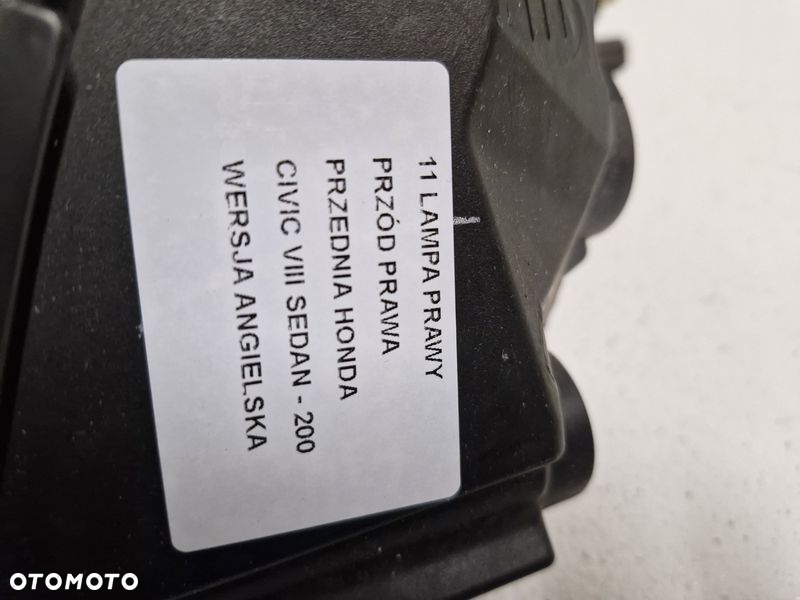 11 LAMPA PRAWY
PRZÓD PRAWA
PRZEDNIA HONDA
CIVIC VIII SEDAN - 200
WERSJA ANGIELSKA
OTOMOTO